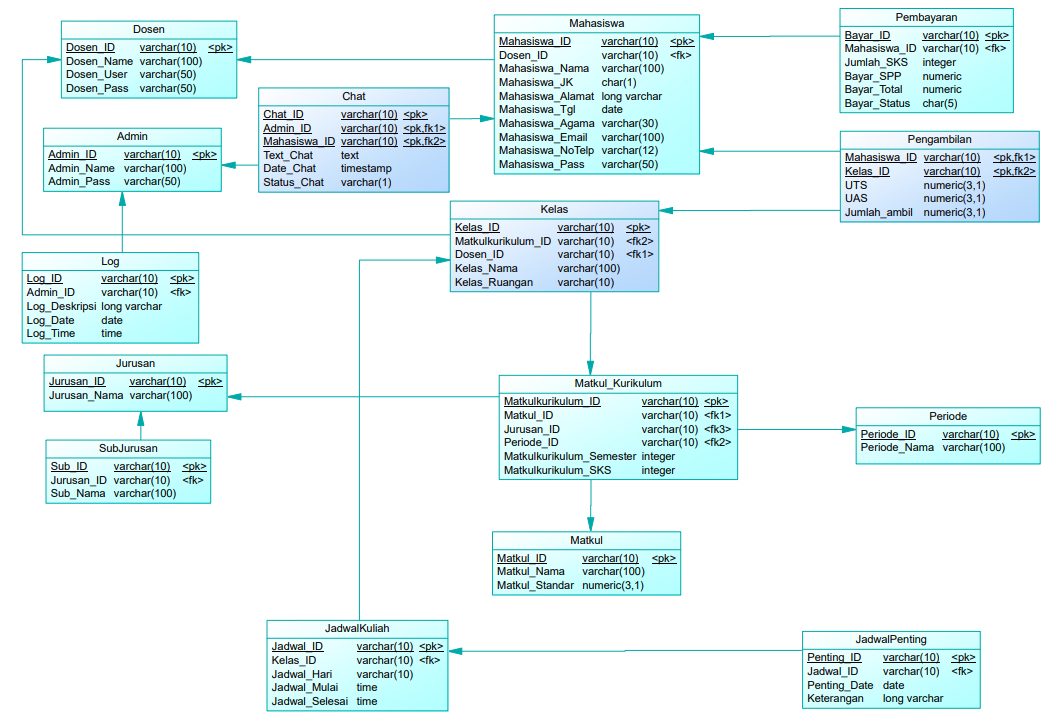 Dosen
Dosen_ID varchar(10) <pk>
Dosen_Name varchar(100)
Dosen_User varchar(50)
Dosen_Pass varchar(50)
Mahasiswa
Mahasiswa_ID varchar(10) <pk>
Dosen_ID varchar(10) <fk>
Mahasiswa_Nama varchar(100)
Mahasiswa_JK char(1)
Mahasiswa_Alamat long varchar
Mahasiswa_Tgl date
Mahasiswa_Agama varchar(30)
Mahasiswa_Email varchar(100)
Mahasiswa_NoTelp varchar(12)
Mahasiswa_Pass varchar(50)
Pembayaran
Bayar_ID varchar(10) <pk>
Mahasiswa_ID varchar(10) <fk>
Jumlah_SKS integer
Bayar_SPP numeric
Bayar_Total numeric
Bayar_Status char(5)
Chat
Chat_ID varchar(10) <pk>
Admin_ID varchar(10) <pk,fk1>
Mahasiswa_ID varchar(10) <pk,fk2>
Text_Chat text
Date_Chat timestamp
Status_Chat varchar(1)
Admin
Admin_ID varchar(10) <pk>
Admin_Name varchar(100)
Admin_Pass varchar(50)
Pengambilan
Mahasiswa_ID varchar(10) <pk,fk1>
Kelas_ID varchar(10) <pk,fk2>
UTS numeric(3,1)
UAS numeric(3,1)
Jumlah_ambil numeric(3,1)
Kelas
Kelas_ID varchar(10) <pk>
Matkulkurikulum_ID varchar(10) <fk2>
Dosen_ID varchar(10) <fk1>
Kelas_Nama varchar(100)
Kelas_Ruangan varchar(10)
Log
Log_ID varchar(10) <pk>
Admin_ID varchar(10) <fk>
Log_Deskripsi long varchar
Log_Date date
Log_Time time
Jurusan
Jurusan_ID varchar(10) <pk>
Jurusan_Nama varchar(100)
Matkul_Kurikulum
Matkulkurikulum_ID varchar(10) <pk>
Matkul_ID varchar(10) <fk1>
Jurusan_ID varchar(10) <fk3>
Periode_ID varchar(10) <fk2>
Matkulkurikulum_Semester integer
Matkulkurikulum_SKS integer
Periode
Periode_ID varchar(10) <pk>
Periode_Nama varchar(100)
SubJurusan
Sub_ID varchar(10) <pk>
Jurusan_ID varchar(10) <fk>
Sub_Nama varchar(100)
Matkul
Matkul_ID varchar(10) <pk>
Matkul_Nama varchar(100)
Matkul_Standar numeric(3,1)
JadwalKuliah
Jadwal_ID varchar(10) <pk>
Kelas_ID varchar(10) <fk>
Jadwal_Hari varchar(10)
Jadwal_Mulai time
Jadwal_Selesai time
JadwalPenting
Penting_ID varchar(10) <pk>
Jadwal_ID varchar(10) <fk>
Penting_Date date
Keterangan long varchar